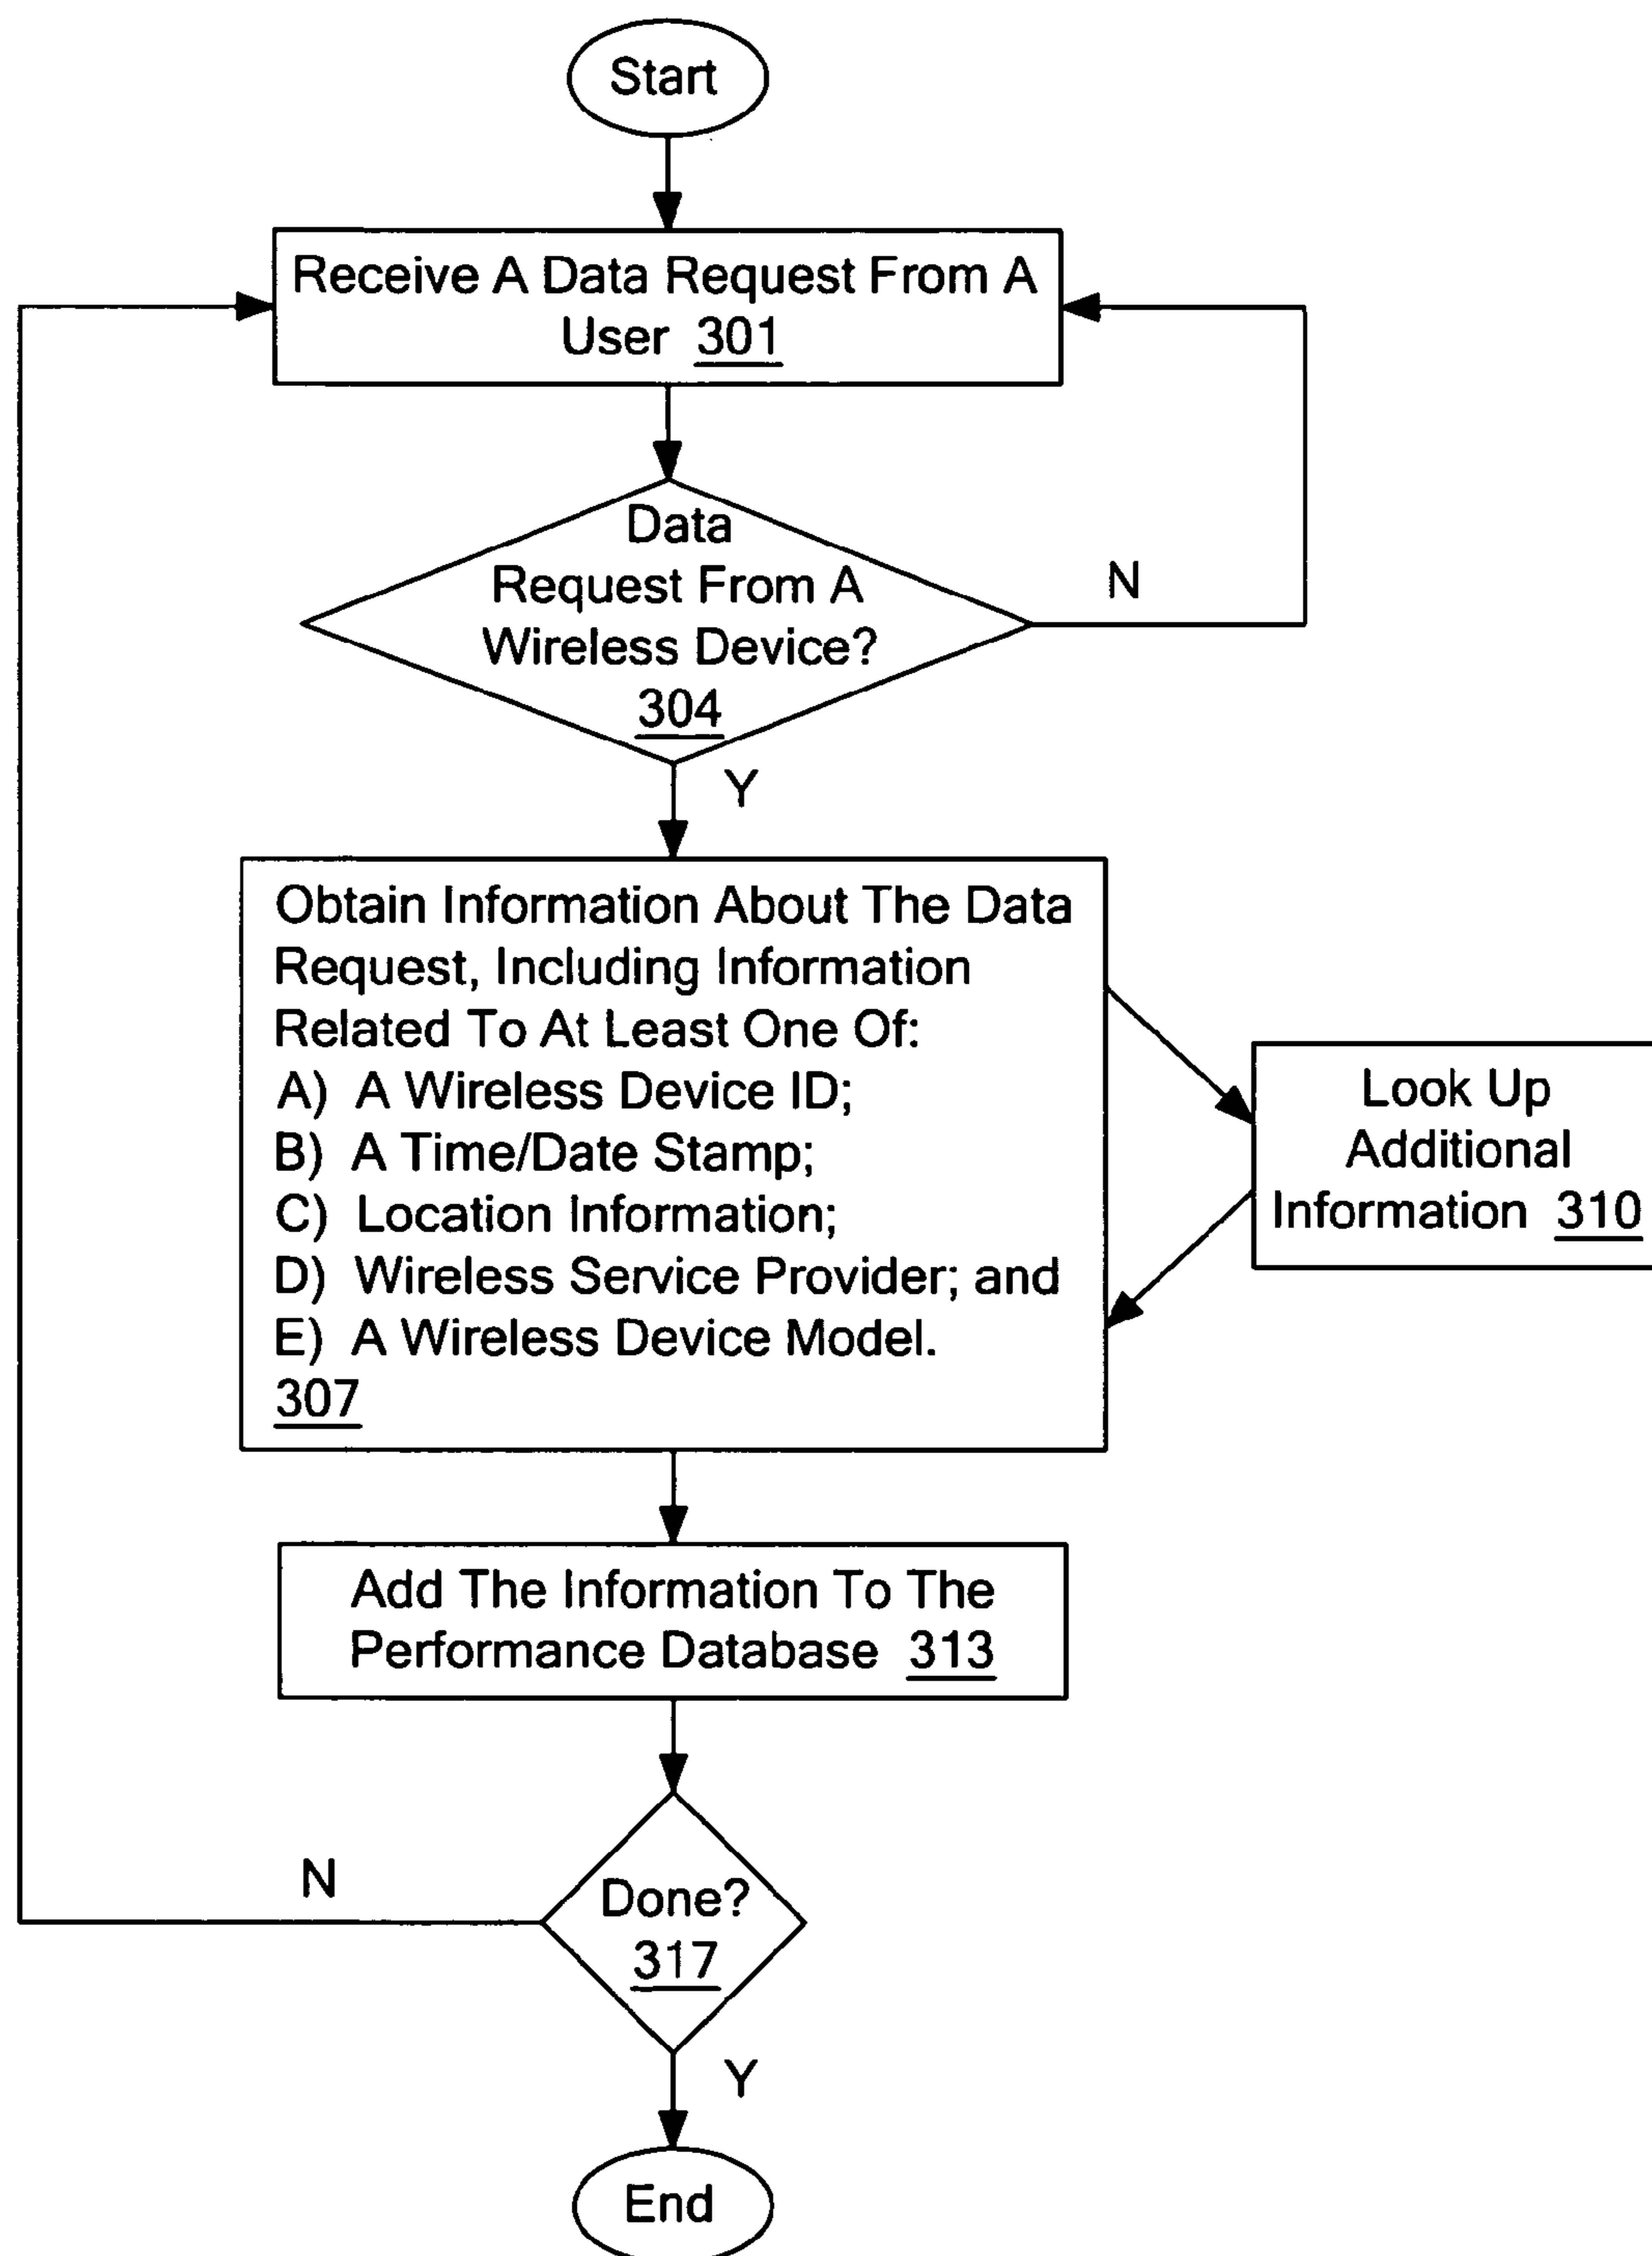 Start
Receive A Data Request From A
User 301
Data
Request From A
Wireless Device?
304
N
Y
Obtain Information About The Data
Request, Including Information
Related To At Least One Of:
A) A Wireless Device ID;
B) A Time/Date Stamp;
C) Location Information;
D) Wireless Service Provider; and
E) A Wireless Device Model.
307
Look Up
Additional
Information 310
Add The Information To The
Performance Database 313
N
Done?
317
Y
End